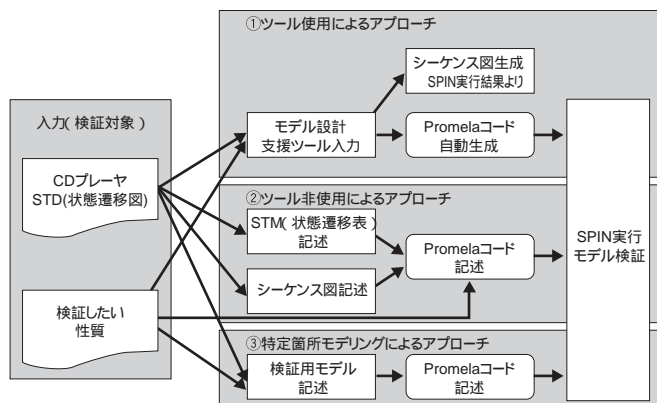 ①ツール使用によるアプローチ
シーケンス図生成
SPIN実行結果より
入力(検証対象)
モデル設計
支援ツール入力
Promelaコード
自動生成
CDプレーヤ
STD(状態遷移図)
②ツール非使用によるアプローチ
STM(状態遷移表)
記述
シーケンス図記述
Promelaコード
記述
SPIN実行
モデル検証
検証したい
性質
③特定箇所モデリングによるアプローチ
検証用モデル
記述
Promelaコード
記述